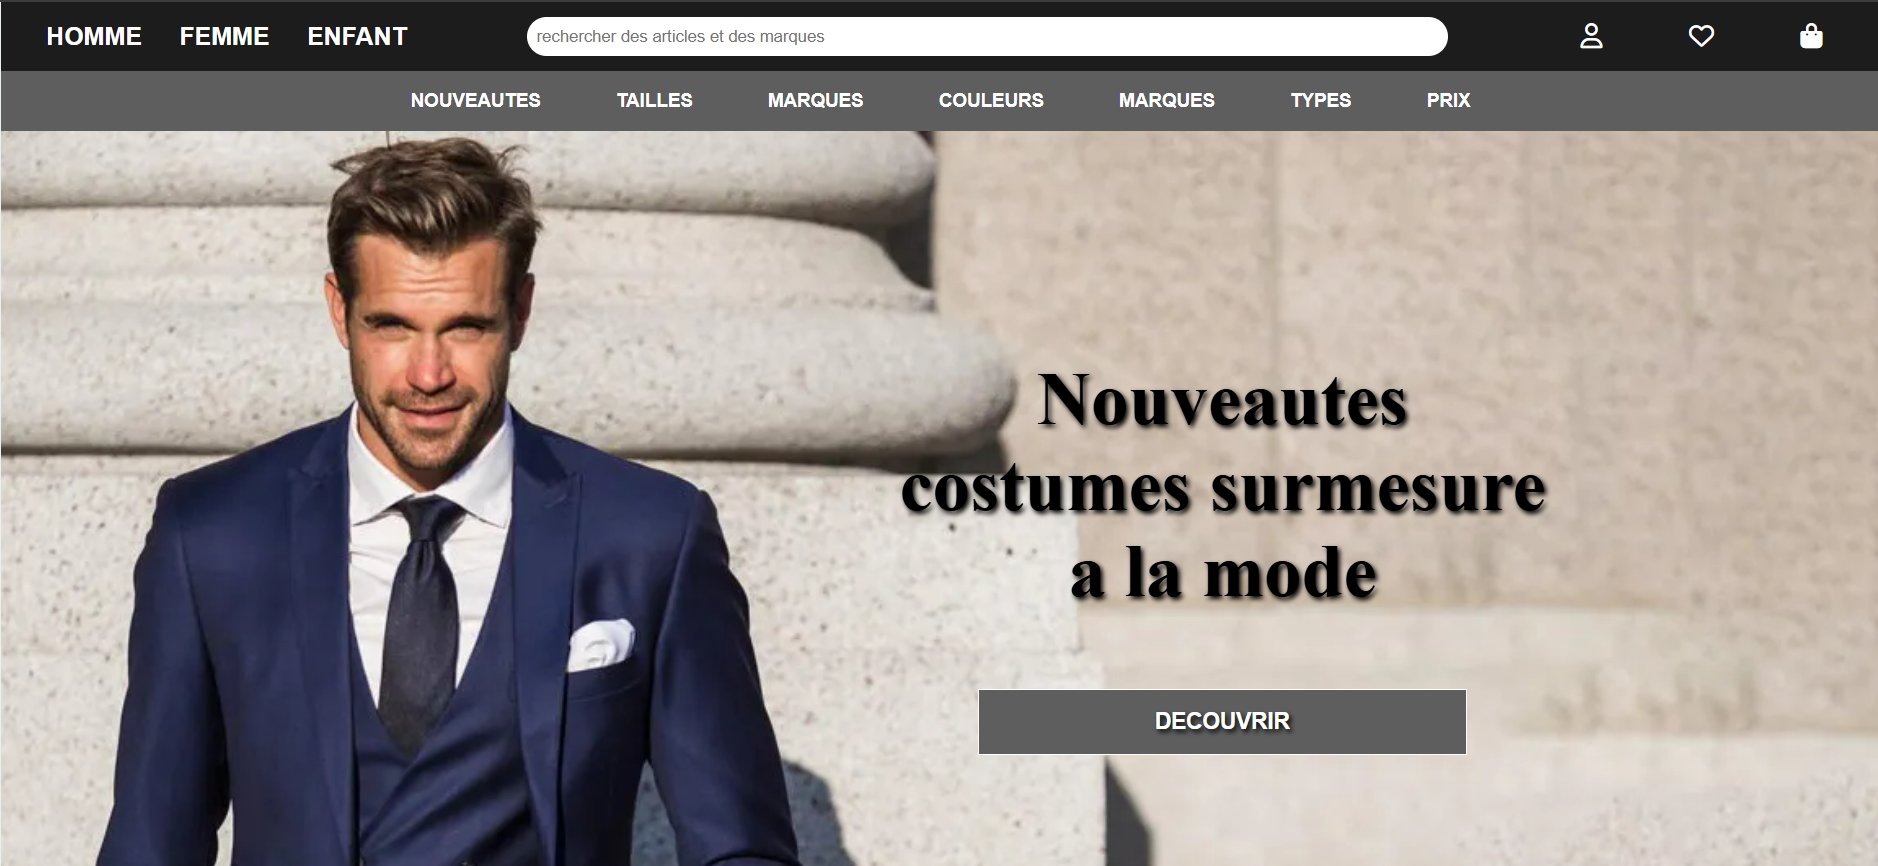 HOMME FEMME ENFANT rechercher des articles et des marques
NOUVEAUTES TAILLES MARQUES COULEURS MARQUES TYPES PRIX
Nouveautes
costumes surmesure
a la mode
DECOUVRIR